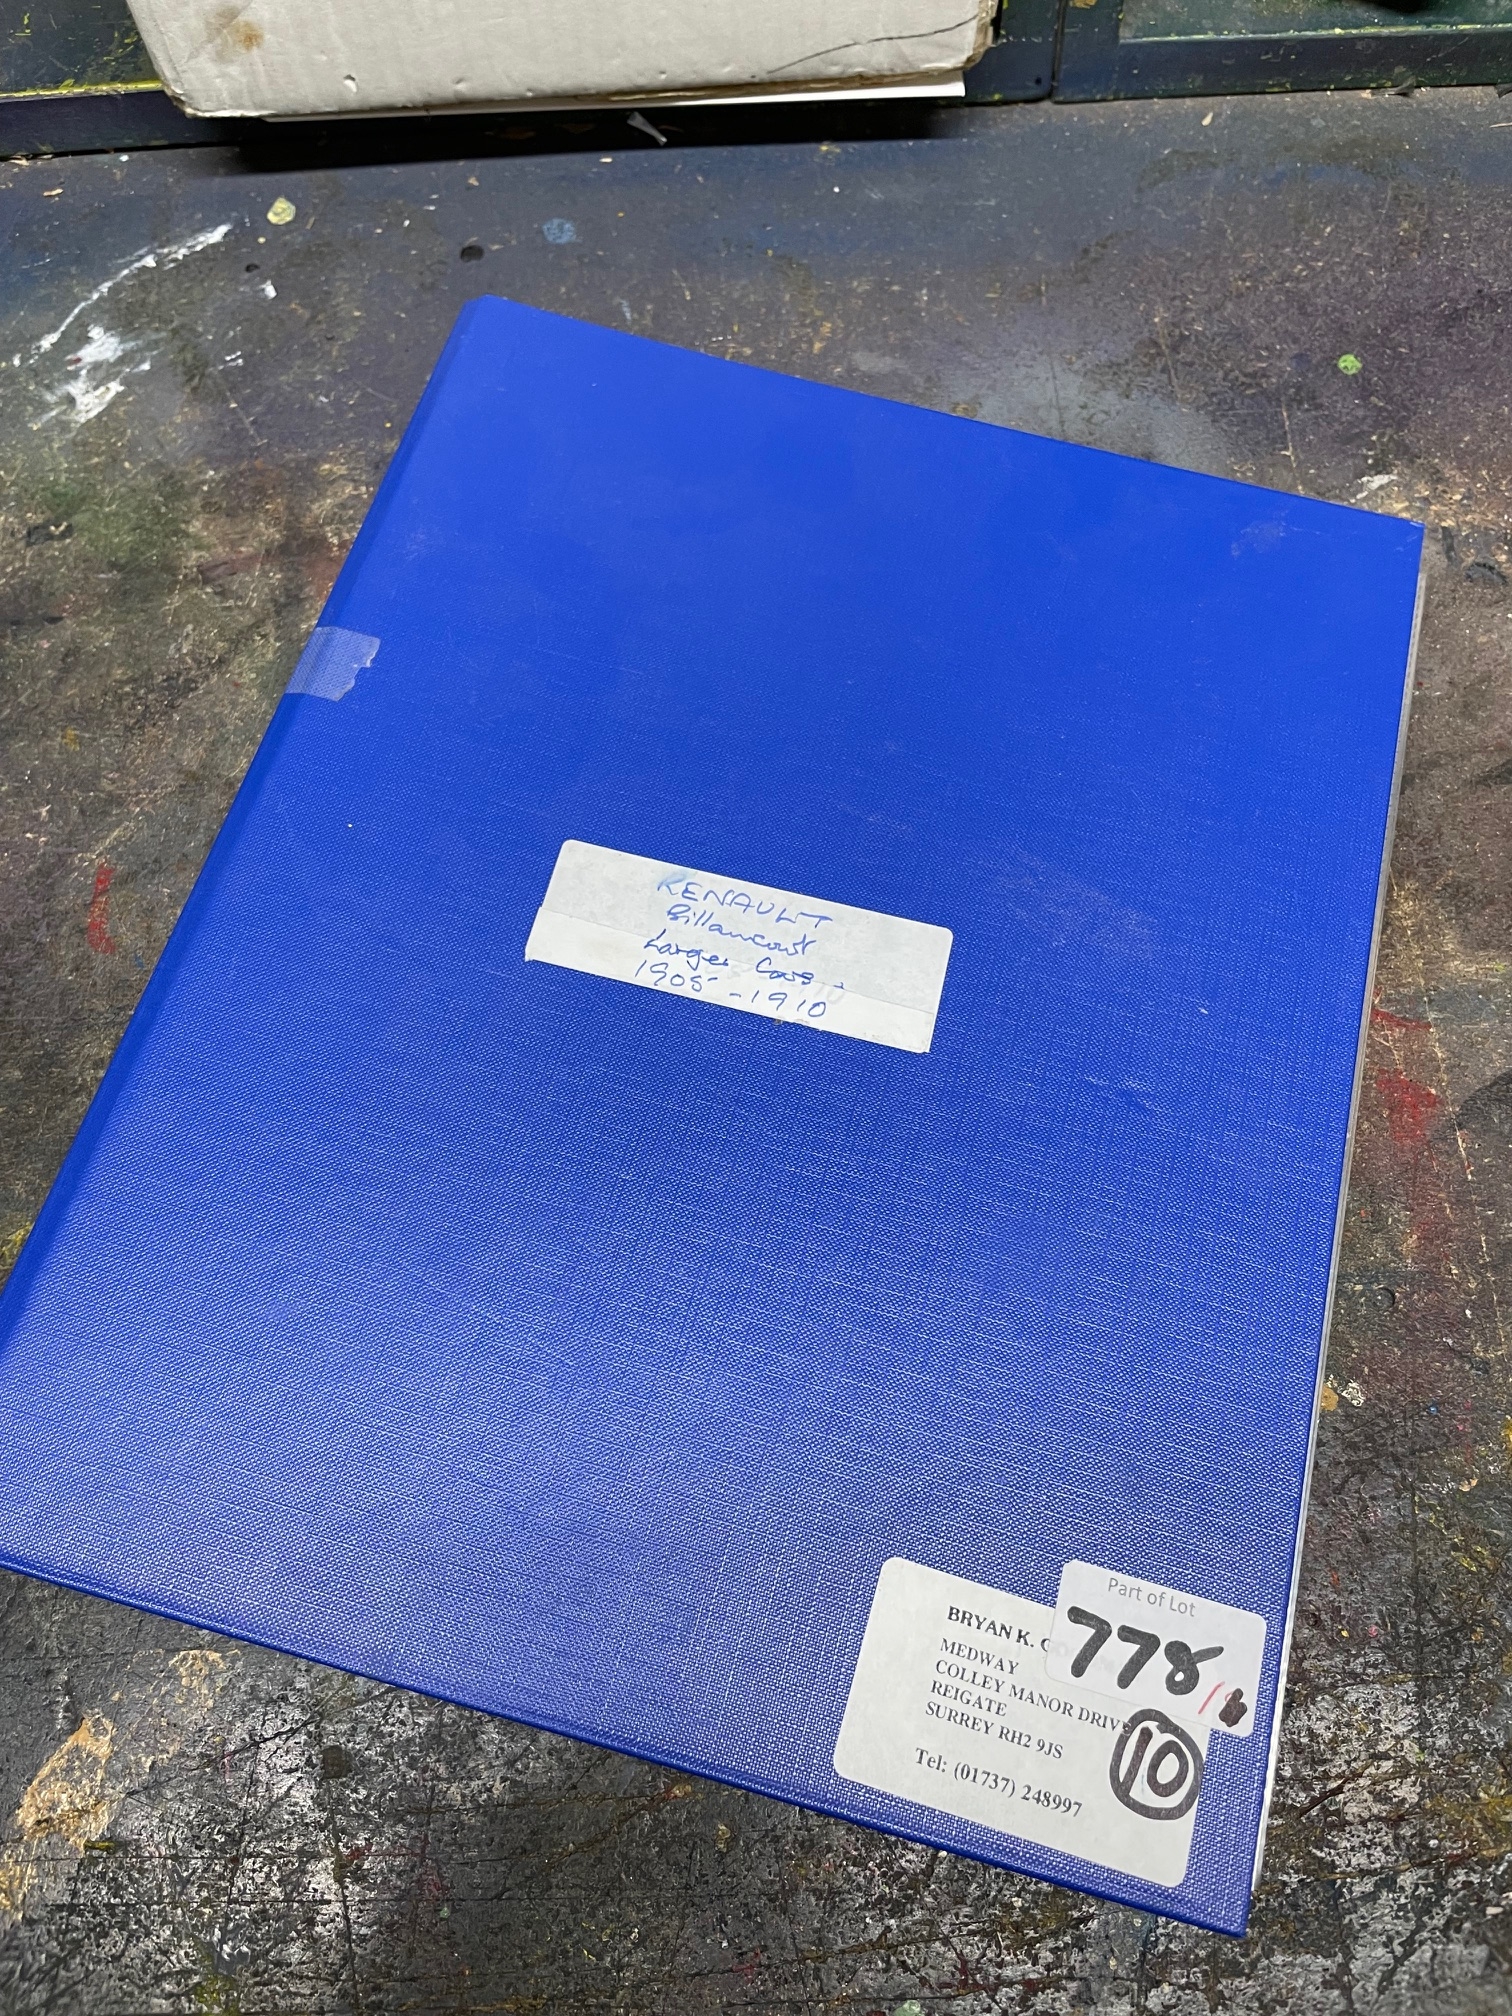 RENAULT
Billancourt
Larger Cars
1905 - 1910
Part of Lot
778
BRYAN K.
MEDWAY
COLLEY MANOR DRIV
REIGATE
SURREY RH2 9JS
Tel: (01737) 248997
10